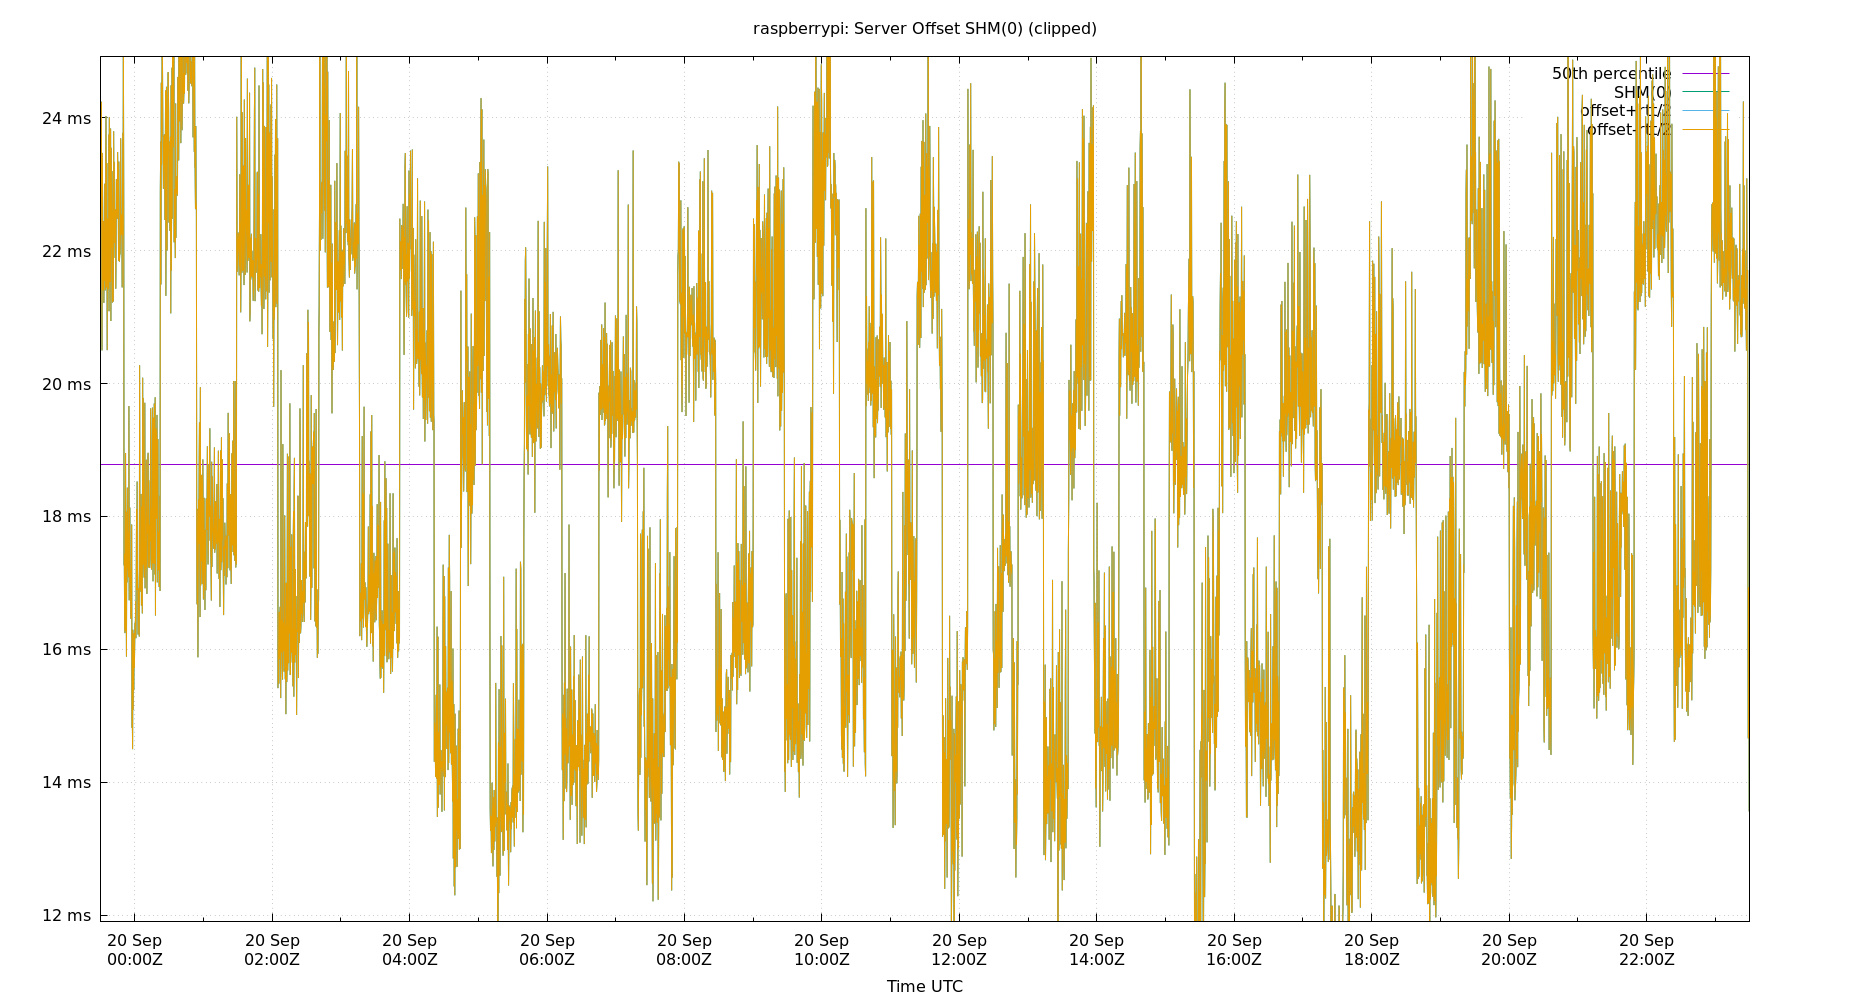 raspberrypi: Server Offset SHM(0) (clipped)
50th percentile
SHM(0)
offset+rtt/2
offset-rtt/2
24 ms
22 ms
20 ms
18 ms
16 ms
14 ms
12 ms
20 Sep 20 Sep 20 Sep 20 Sep 20 Sep 20 Sep 20 Sep 20 Sep 20 Sep 20 Sep 20 Sep 20 Sep
00:00Z 02:00Z 04:00Z 06:00Z 08:00Z 10:00Z 12:00Z 14:00Z 16:00Z 18:00Z 20:00Z 22:00Z
Time UTC